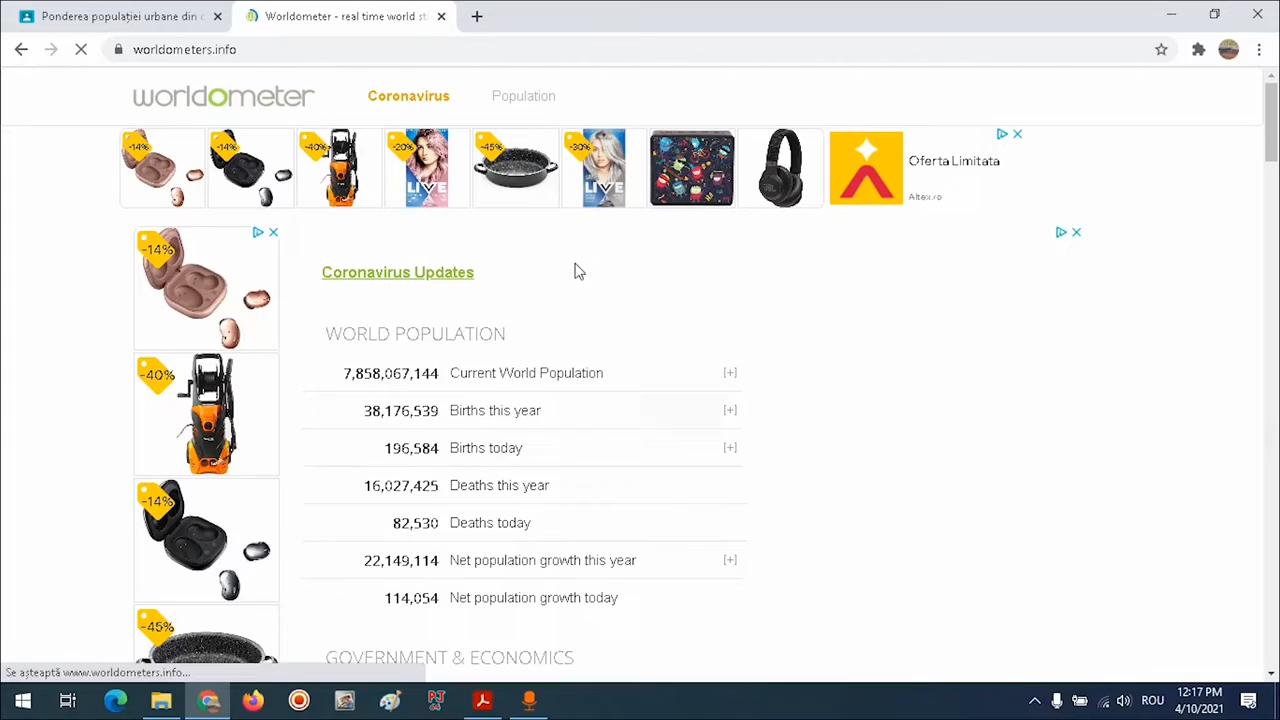 Ponderea populației urbane din c
Worldometer - real time world st
worldometers.info
worldometer
Coronavirus
Population
-14%
-14%
-40%
-20%
-45%
-30%
LIVE
LIVE
JBL
Oferta Limitata
Altex.ro
-14%
Coronavirus Updates
WORLD POPULATION
7,858,067,144 Current World Population [+]
-40%
38,176,539 Births this year [+]
196,584 Births today [+]
16,027,425 Deaths this year
-14%
82,530 Deaths today
22,149,114 Net population growth this year [+]
114,054 Net population growth today
-45%
GOVERNMENT & ECONOMICS
Se așteaptă www.worldometers.info...
ROU
12:17 PM
4/10/2021